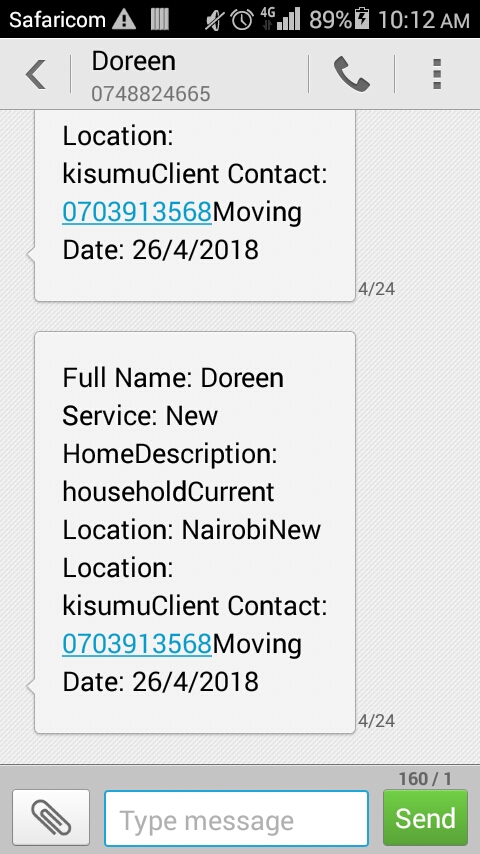 Safaricom 4G 89% 10:12 AM
Doreen
0748824665
Location:
kisumuClient Contact:
0703913568Moving
Date: 26/4/2018
4/24
Full Name: Doreen
Service: New
HomeDescription:
householdCurrent
Location: NairobiNew
Location:
kisumuClient Contact:
0703913568Moving
Date: 26/4/2018
4/24
160 / 1
Type message
Send